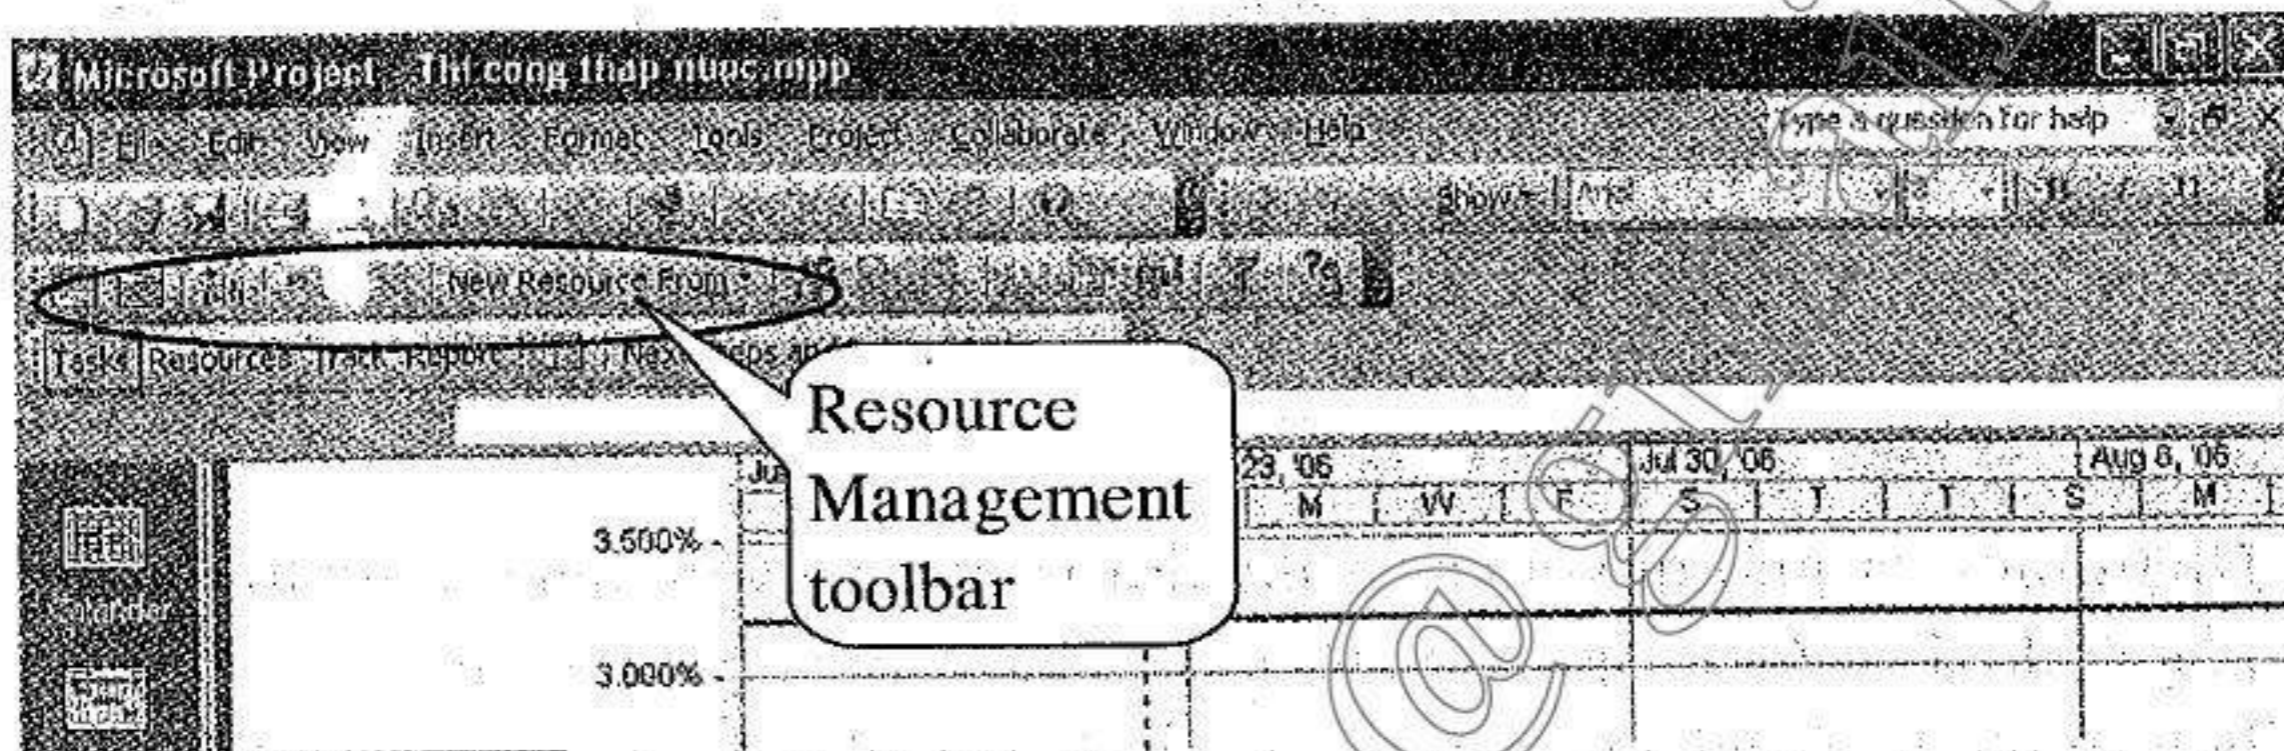 Microsoft Project - Thi cong thap nuoc.mpp
File Edit View Insert Format Tools Project Collaborate Window Help
Type a question for help
Show
New Resource From
Tasks Resources Track Report
Resource
Management
toolbar
23, '06 Jul 30, '06 Aug 6, '06
M W F S T T S M
3.500%
3.000%
Calendar